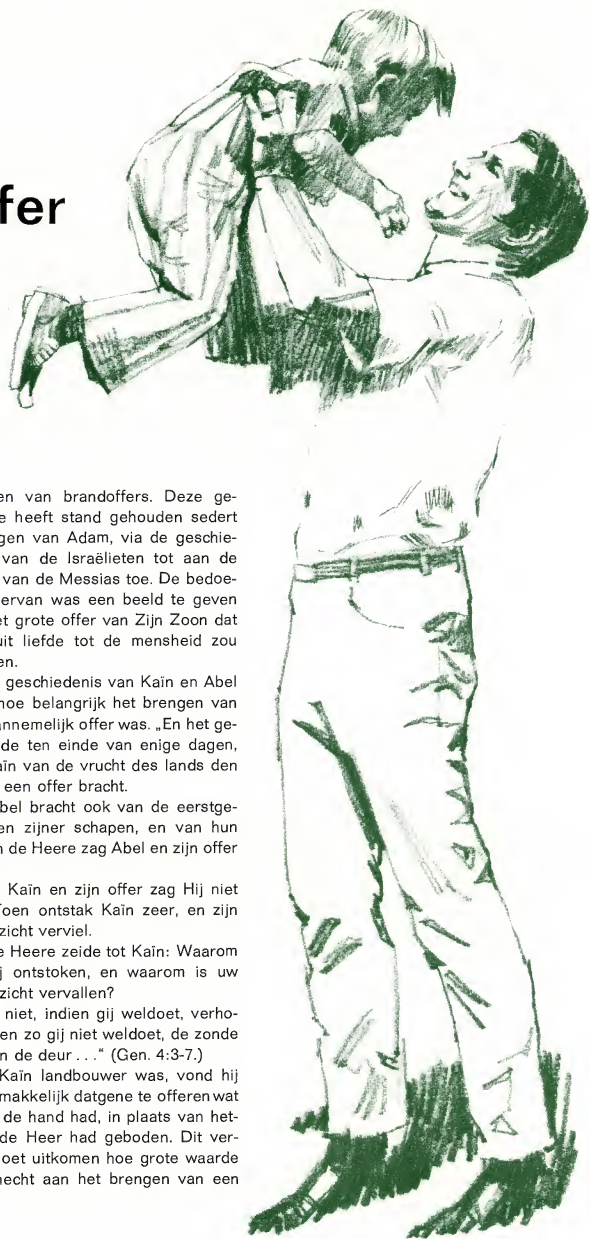 fer
en van brandoffers. Deze ge-
e heeft stand gehouden sedert
gen van Adam, via de geschie-
van de Israëlieten tot aan de
van de Messias toe. De bedoe-
ervan was een beeld te geven
et grote offer van Zijn Zoon dat
uit liefde tot de mensheid zou
en.
geschiedenis van Kaïn en Abel
hoe belangrijk het brengen van
annemelijk offer was. „En het ge-
de ten einde van enige dagen,
aïn van de vrucht des lands den
een offer bracht.
bel bracht ook van de eerstge-
en zijner schapen, en van hun
n de Heere zag Abel en zijn offer
Kaïn en zijn offer zag Hij niet
Toen ontstak Kaïn zeer, en zijn
zicht verviel.
e Heere zeide tot Kaïn: Waarom
ij ontstoken, en waarom is uw
zicht vervallen?
niet, indien gij weldoet, verho-
en zo gij niet weldoet, de zonde
n de deur . . .“ (Gen. 4:3-7.)
Kaïn landbouwer was, vond hij
makkelijk datgene te offeren wat
de hand had, in plaats van het-
de Heer had geboden. Dit ver-
oet uitkomen hoe grote waarde
hecht aan het brengen van een